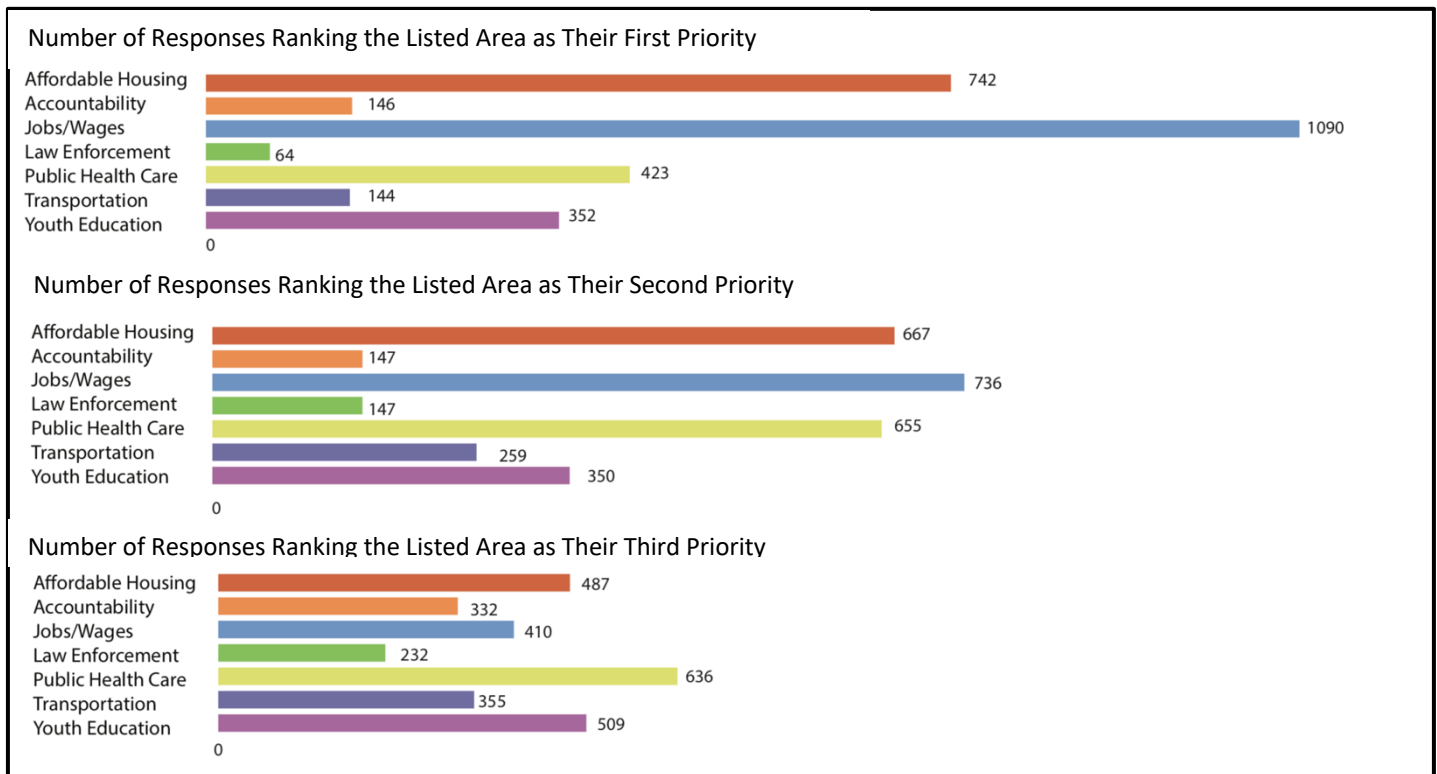 Number of Responses Ranking the Listed Area as Their First Priority
Affordable Housing 742
Accountability 146
Jobs/Wages 1090
Law Enforcement 64
Public Health Care 423
Transportation 144
Youth Education 352
0
Number of Responses Ranking the Listed Area as Their Second Priority
Affordable Housing 667
Accountability 147
Jobs/Wages 736
Law Enforcement 147
Public Health Care 655
Transportation 259
Youth Education 350
0
Number of Responses Ranking the Listed Area as Their Third Priority
Affordable Housing 487
Accountability 332
Jobs/Wages 410
Law Enforcement 232
Public Health Care 636
Transportation 355
Youth Education 509
0